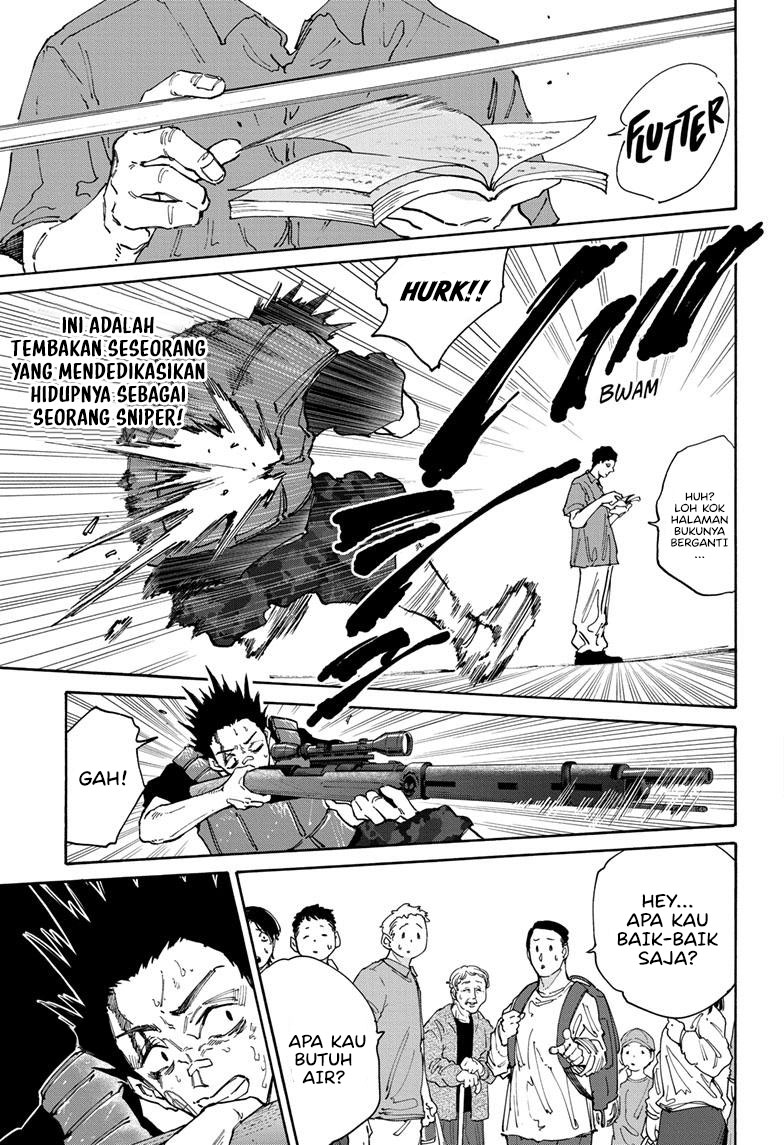 FLUTTER
HURK!!
BWAM
INI ADALAH
TEMBAKAN SESEORANG
YANG MENDEDIKASIKAN
HIDUPNYA SEBAGAI
SEORANG SNIPER!
HUH?
LOH KOK
HALAMAN
BUKUNYA
BERGANTI
...
GAH!
HEY...
APA KAU
BAIK-BAIK
SAJA?
APA KAU
BUTUH
AIR?